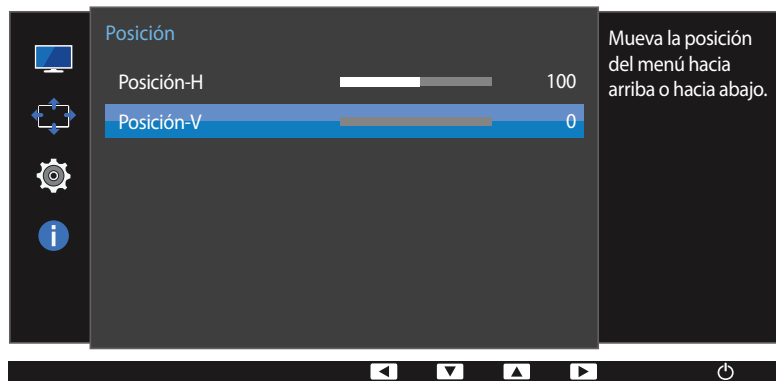 Posición
Posición-H 100
Posición-V 0
Mueva la posición
del menú hacia
arriba o hacia abajo.